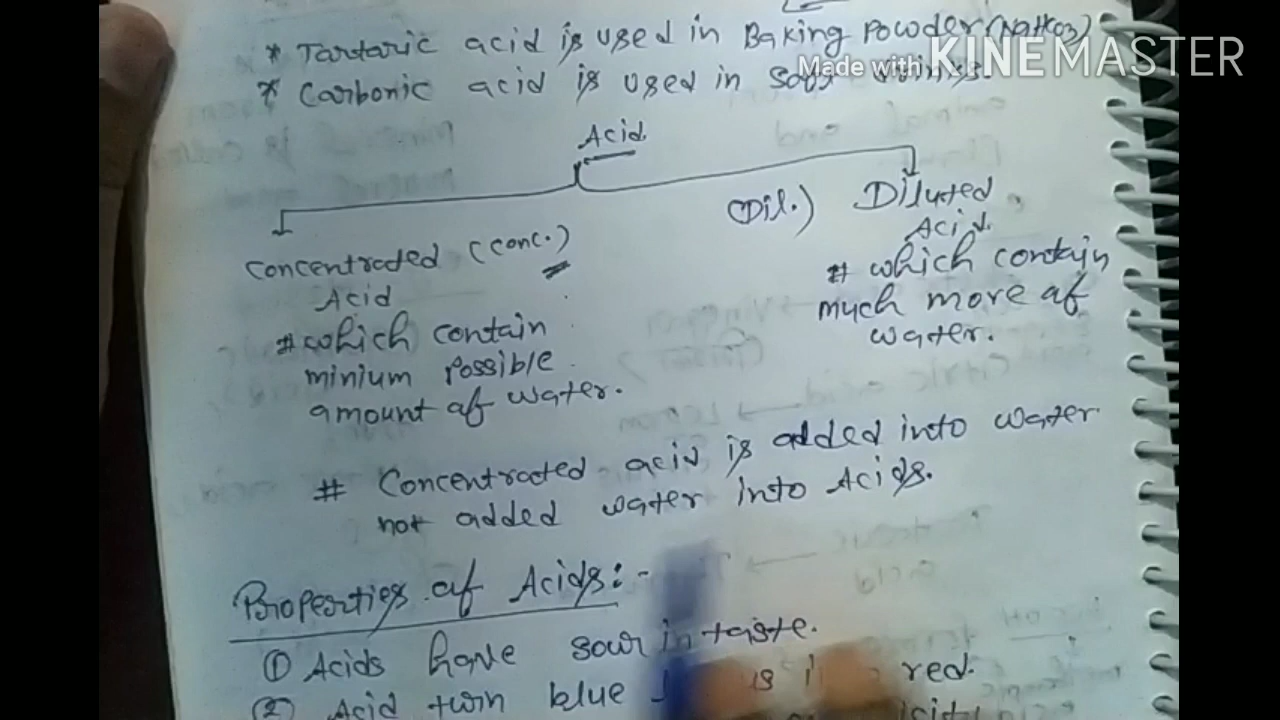 * Tartaric acid is used in Baking Powder (NaHCO3)
Made with KINEMASTER
* Carbonic acid is used in Soft drinks.
Acid
Concentrated (conc.)
Acid
# which contain
minium possible
amount of water.
(Dil.) Diluted
Acid.
# which contain
much more of
water.
# Concentrated acid is added into water
not added water into Acids.
Properties of Acids:-
① Acids have sour in taste.
② Acid turn blue red.